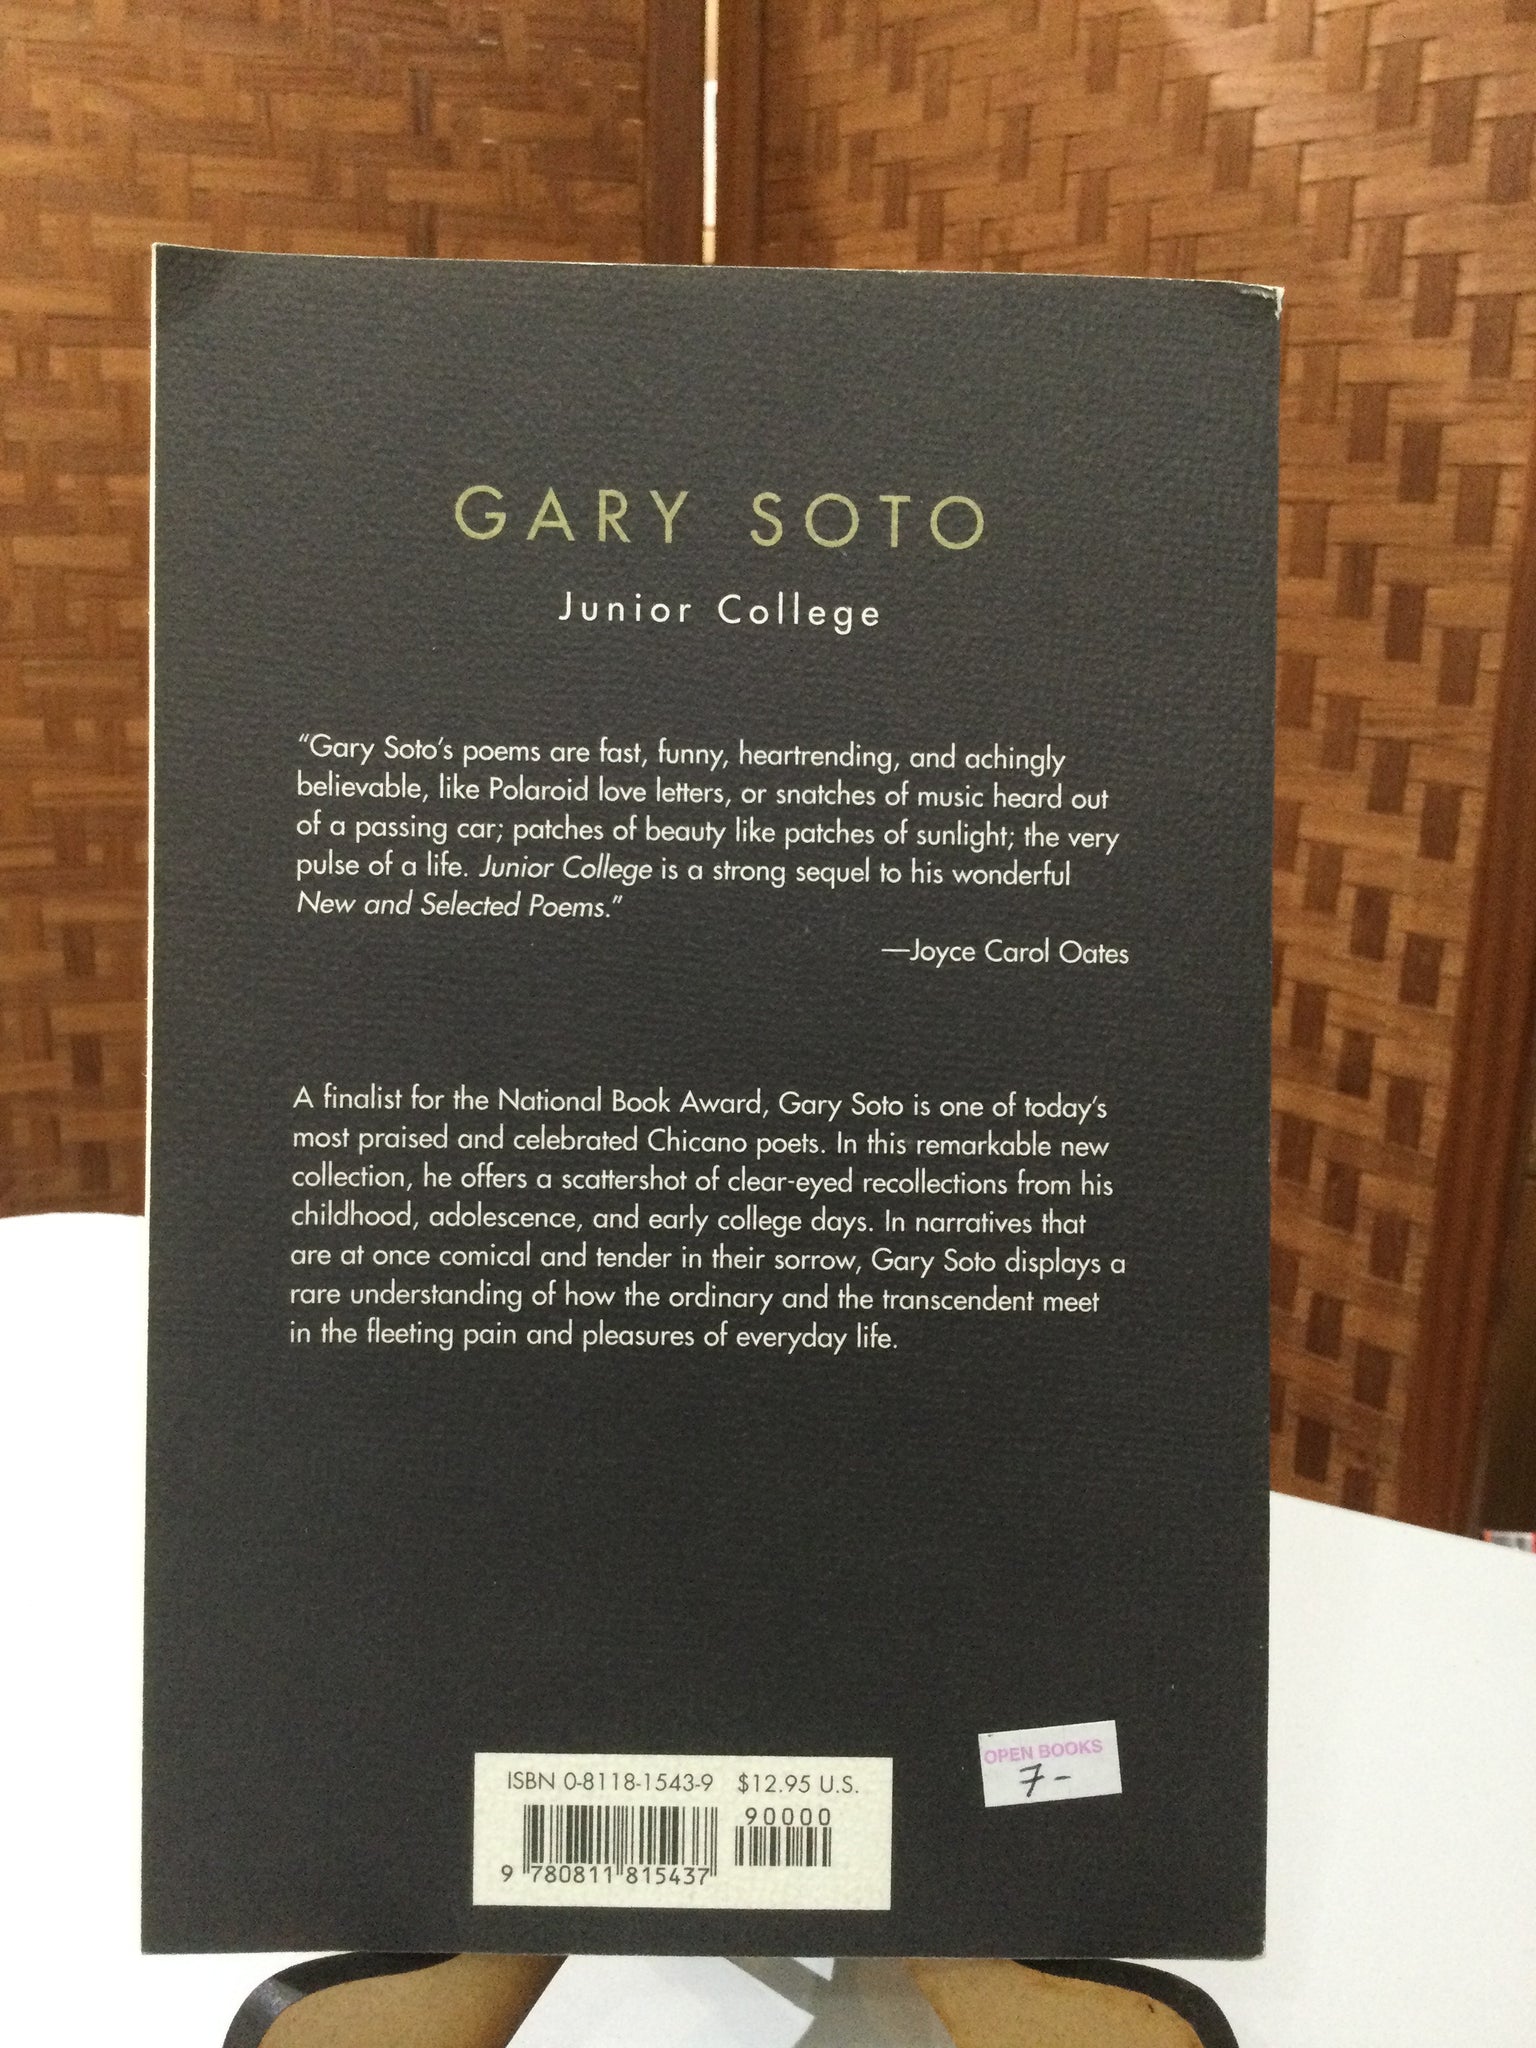 GARY SOTO
Junior College
“Gary Soto’s poems are fast, funny, heartrending, and achingly
believable, like Polaroid love letters, or snatches of music heard out
of a passing car; patches of beauty like patches of sunlight; the very
pulse of a life. Junior College is a strong sequel to his wonderful
New and Selected Poems.”
—Joyce Carol Oates
A finalist for the National Book Award, Gary Soto is one of today’s
most praised and celebrated Chicano poets. In this remarkable new
collection, he offers a scattershot of clear-eyed recollections from his
childhood, adolescence, and early college days. In narratives that
are at once comical and tender in their sorrow, Gary Soto displays a
rare understanding of how the ordinary and the transcendent meet
in the fleeting pain and pleasures of everyday life.
OPEN BOOKS
7-
ISBN 0-8118-1543-9 $12.95 U.S.
90000
9 780811 815437